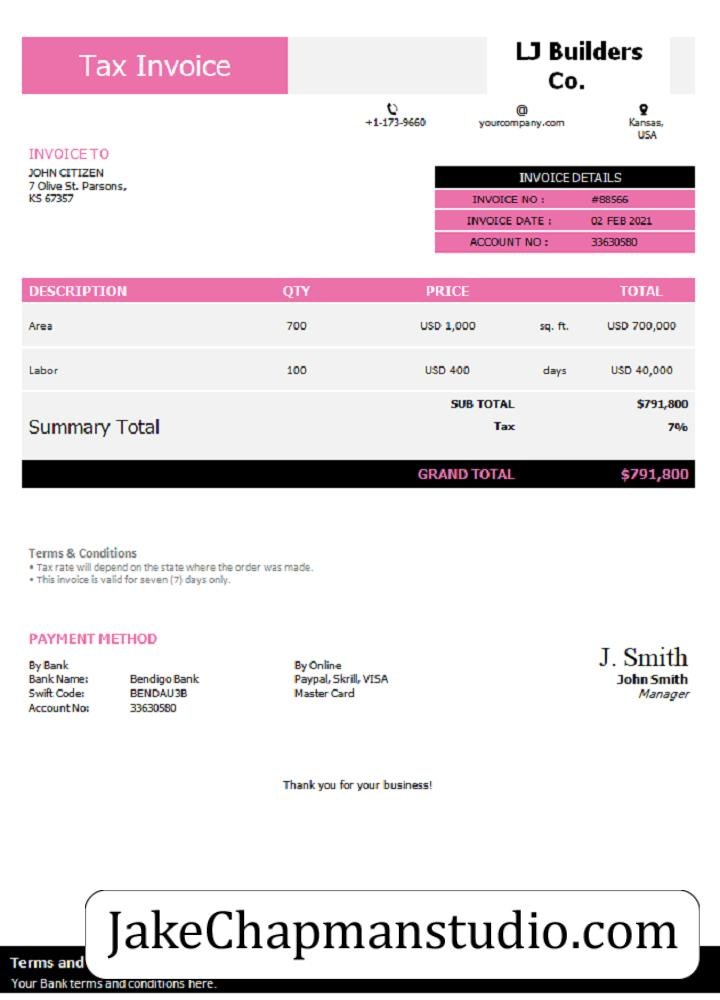 Tax Invoice
LJ Builders
Co.
+1-173-9660
@
yourcompany.com
Kansas,
USA
INVOICE TO
JOHN CITIZEN
7 Olive St. Parsons,
KS 67357
INVOICE DETAILS
INVOICE NO : #88566
INVOICE DATE : 02 FEB 2021
ACCOUNT NO : 33630580
DESCRIPTION QTY PRICE TOTAL
Area 700 USD 1,000 sq. ft. USD 700,000
Labor 100 USD 400 days USD 40,000
SUB TOTAL $791,800
Summary Total
Tax 7%
GRAND TOTAL $791,800
Terms & Conditions
• Tax rate will depend on the state where the order was made.
• This invoice is valid for seven (7) days only.
PAYMENT METHOD
By Bank
Bank Name: Bendigo Bank
Swift Code: BENDAU3B
Account No: 33630580
By Online
Paypal, Skrill, VISA
Master Card
J. Smith
John Smith
Manager
Thank you for your business!
JakeChapmanstudio.com
Terms and
Your Bank terms and conditions here.